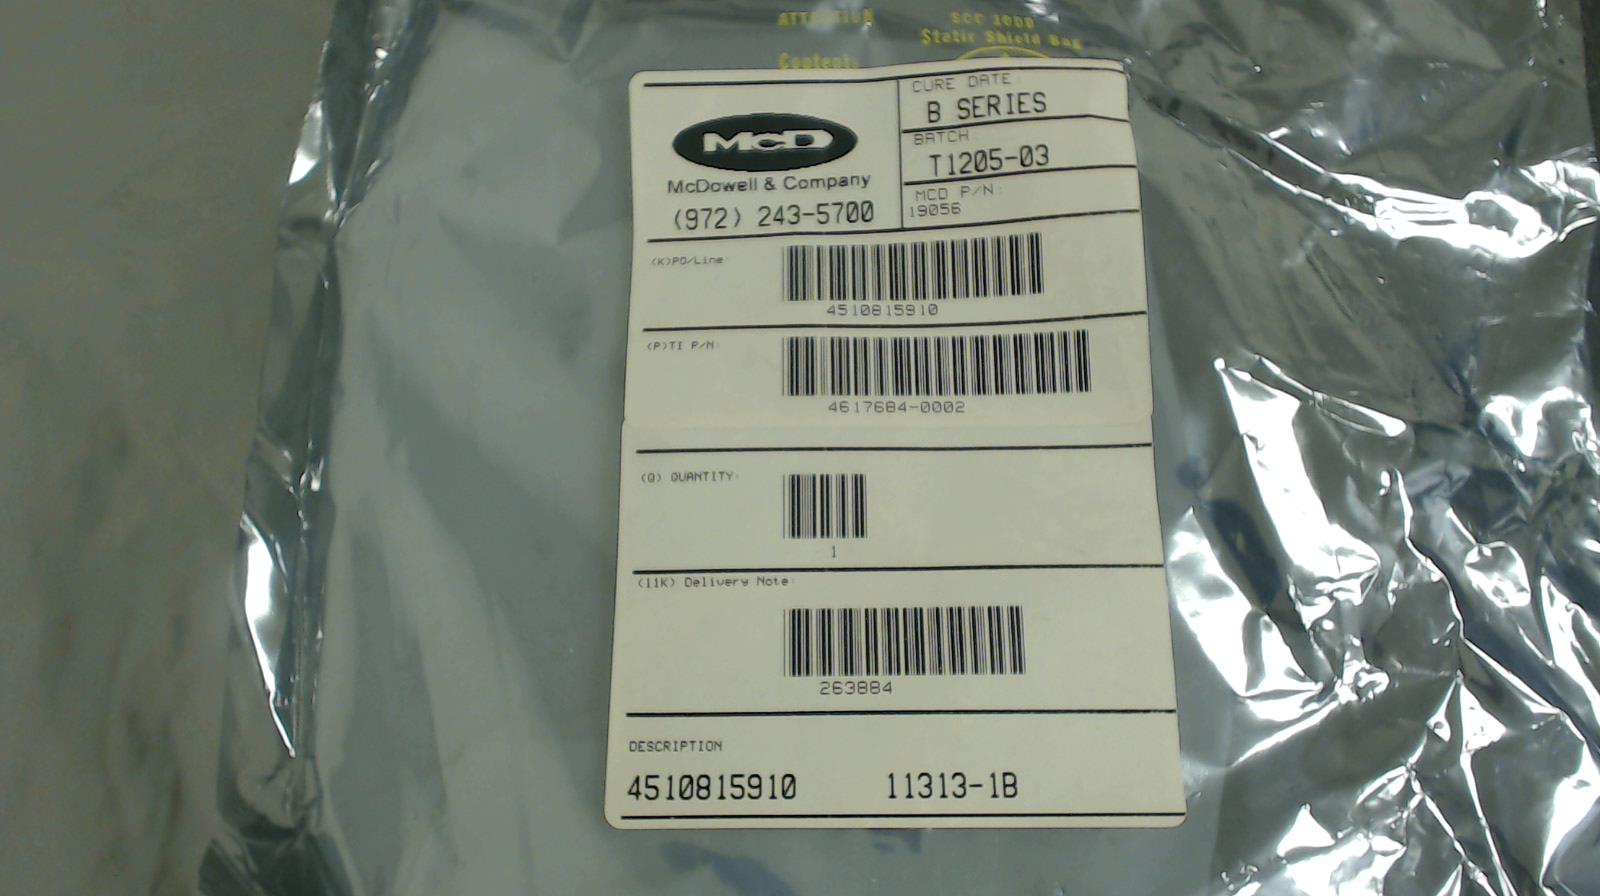 ATTENTION
SCC 1000
Static Shield Bag
Contents
McD
McDowell & Company
(972) 243-5700
CURE DATE:
B SERIES
BATCH:
T1205-03
MCD P/N:
19056
(K)PO/Line:
4510815910
(P)TI P/N:
4617684-0002
(Q) QUANTITY:
1
(11K) Delivery Note:
263884
DESCRIPTION
4510815910 11313-1B